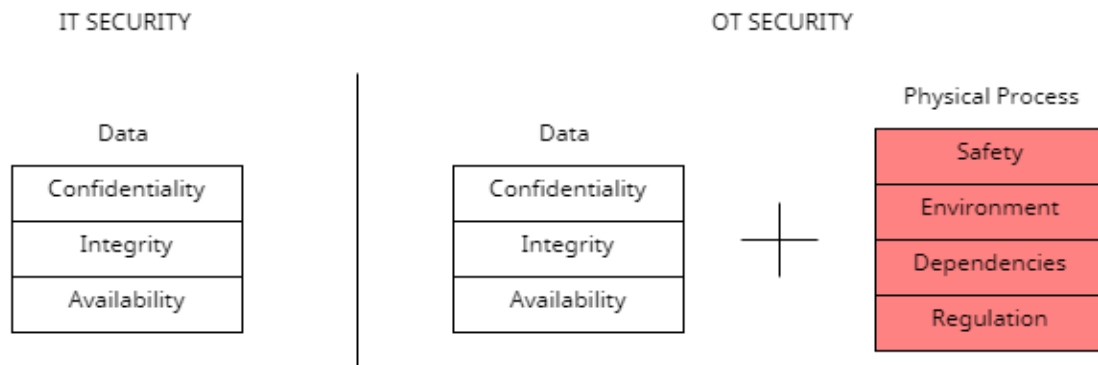 IT SECURITY
OT SECURITY
Data
Confidentiality
Integrity
Availability
Data
Confidentiality
Integrity
Availability
Physical Process
Safety
Environment
Dependencies
Regulation